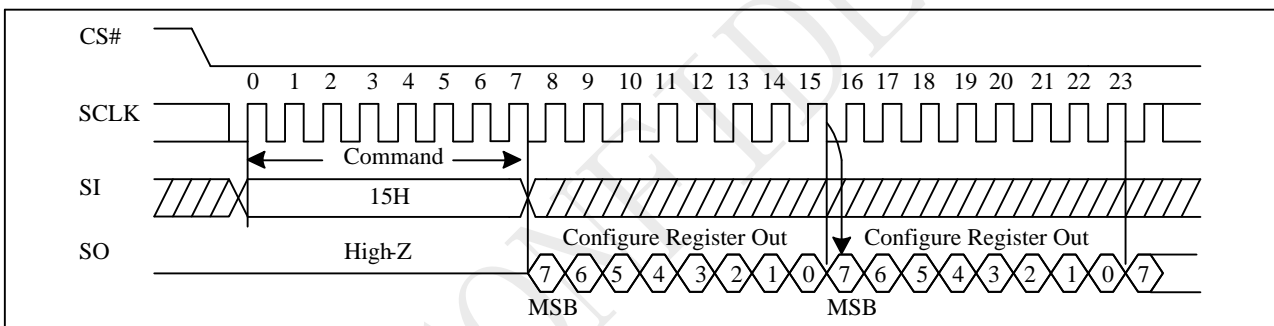 CS#
0 1 2 3 4 5 6 7 8 9 10 11 12 13 14 15 16 17 18 19 20 21 22 23
SCLK
Command
SI
15H
SO
High-Z
Configure Register Out
Configure Register Out
7 6 5 4 3 2 1 0 7 6 5 4 3 2 1 0 7
MSB
MSB